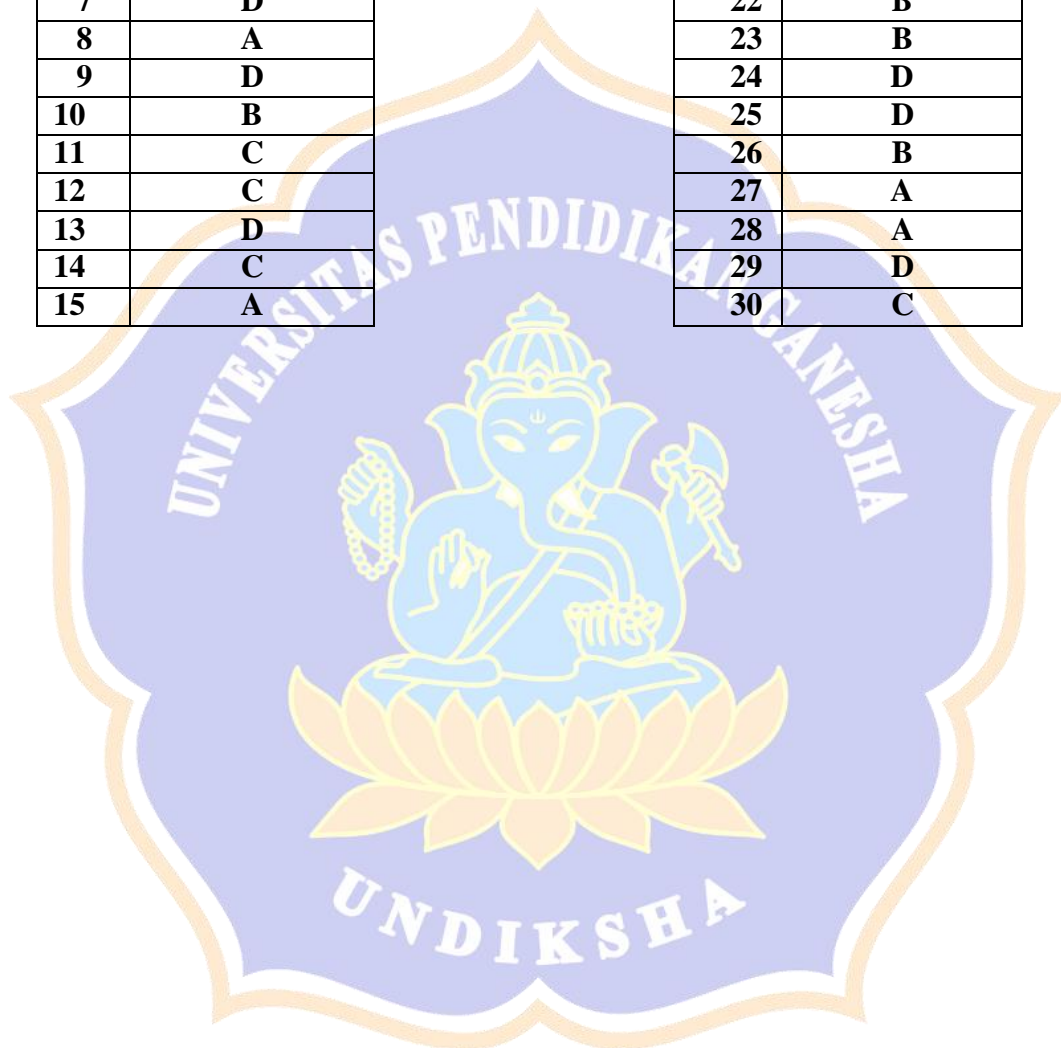 7 D
8 A
9 D
10 B
11 C
12 C
13 D
14 C
15 A
22 B
23 B
24 D
25 D
26 B
27 A
28 A
29 D
30 C
UNIVERSITAS PENDIDIKAN GANESHA
UNDIKSHA